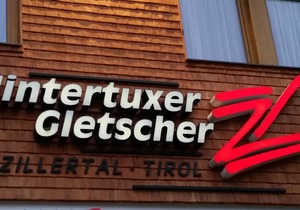 intertuxer
Gletscher
ZILLERTAL · TIROL